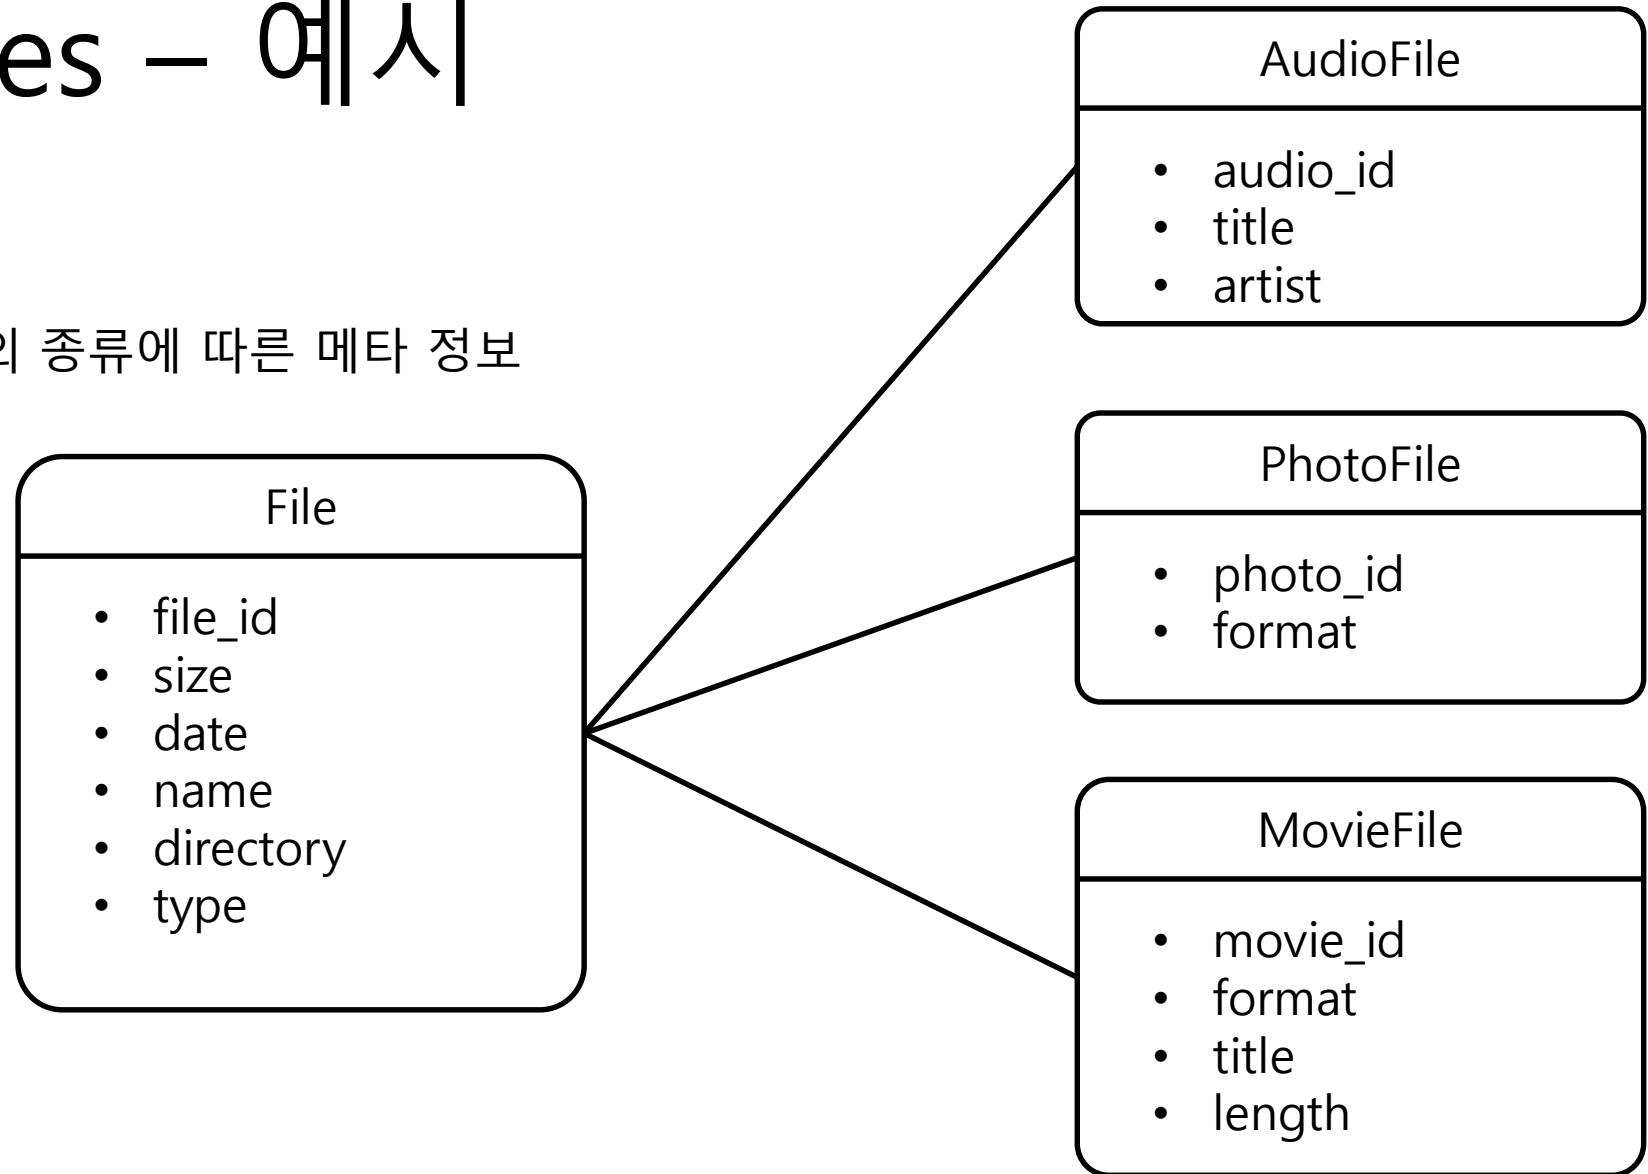 es – 예시
의 종류에 따른 메타 정보
File
• file_id
• size
• date
• name
• directory
• type
AudioFile
• audio_id
• title
• artist
PhotoFile
• photo_id
• format
MovieFile
• movie_id
• format
• title
• length